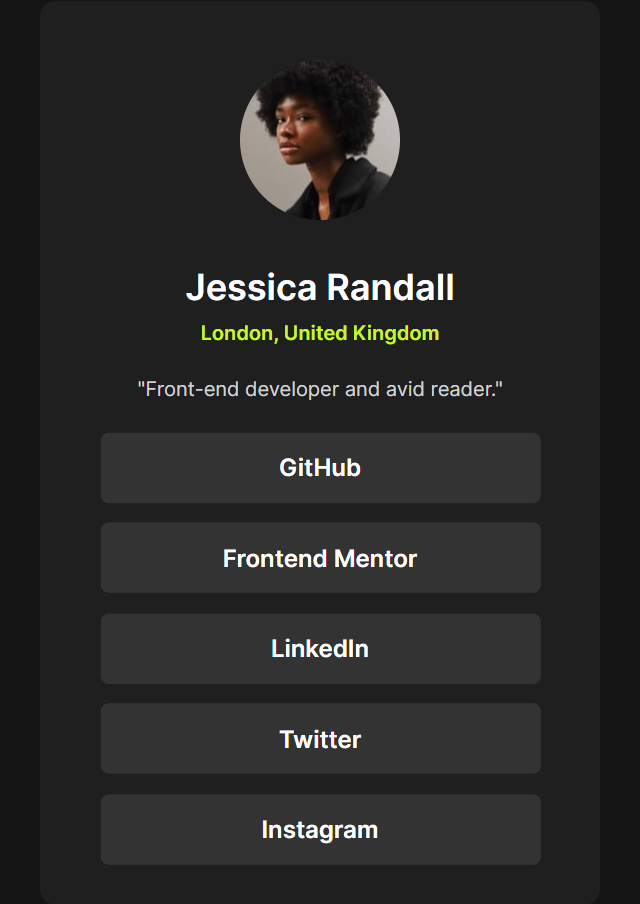 Jessica Randall
London, United Kingdom
"Front-end developer and avid reader."
GitHub
Frontend Mentor
LinkedIn
Twitter
Instagram